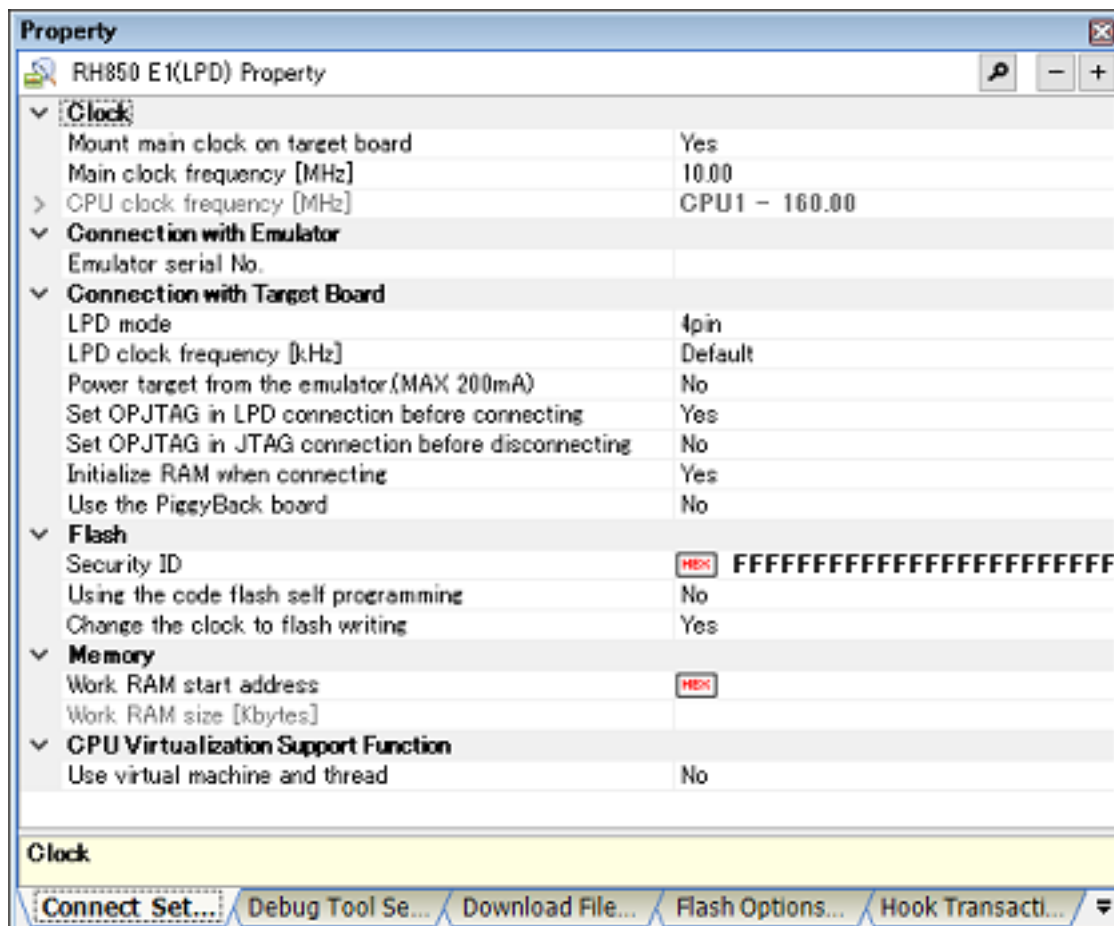 Property
RH850 E1(LPD) Property
Clock
Mount main clock on target board Yes
Main clock frequency [MHz] 10.00
CPU clock frequency [MHz] CPU1 - 160.00
Connection with Emulator
Emulator serial No.
Connection with Target Board
LPD mode 4pin
LPD clock frequency [kHz] Default
Power target from the emulator.(MAX 200mA) No
Set OPJTAG in LPD connection before connecting Yes
Set OPJTAG in JTAG connection before disconnecting No
Initialize RAM when connecting Yes
Use the PiggyBack board No
Flash
Security ID HEX FFFFFFFFFFFFFFFFFFFFFFFF
Using the code flash self programming No
Change the clock to flash writing Yes
Memory
Work RAM start address HEX
Work RAM size [Kbytes]
CPU Virtualization Support Function
Use virtual machine and thread No
Clock
Connect Set... Debug Tool Se... Download File... Flash Options... Hook Transacti...